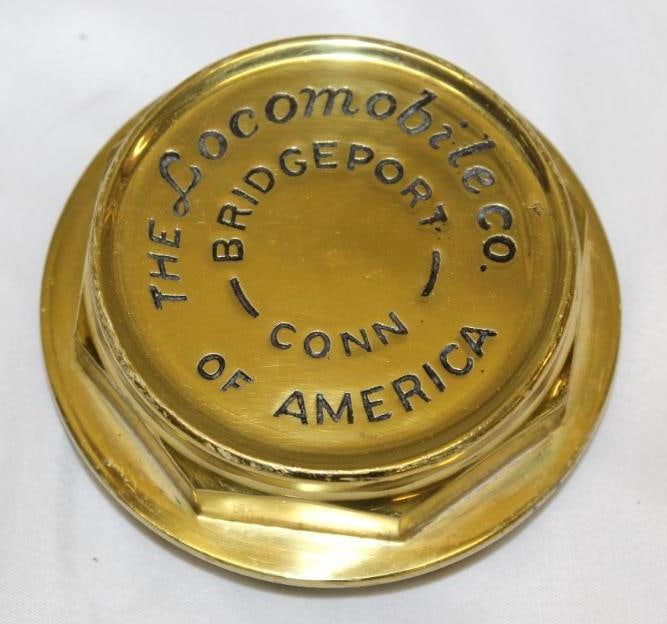 THE Locomobile CO.
OF AMERICA
BRIDGEPORT
CONN